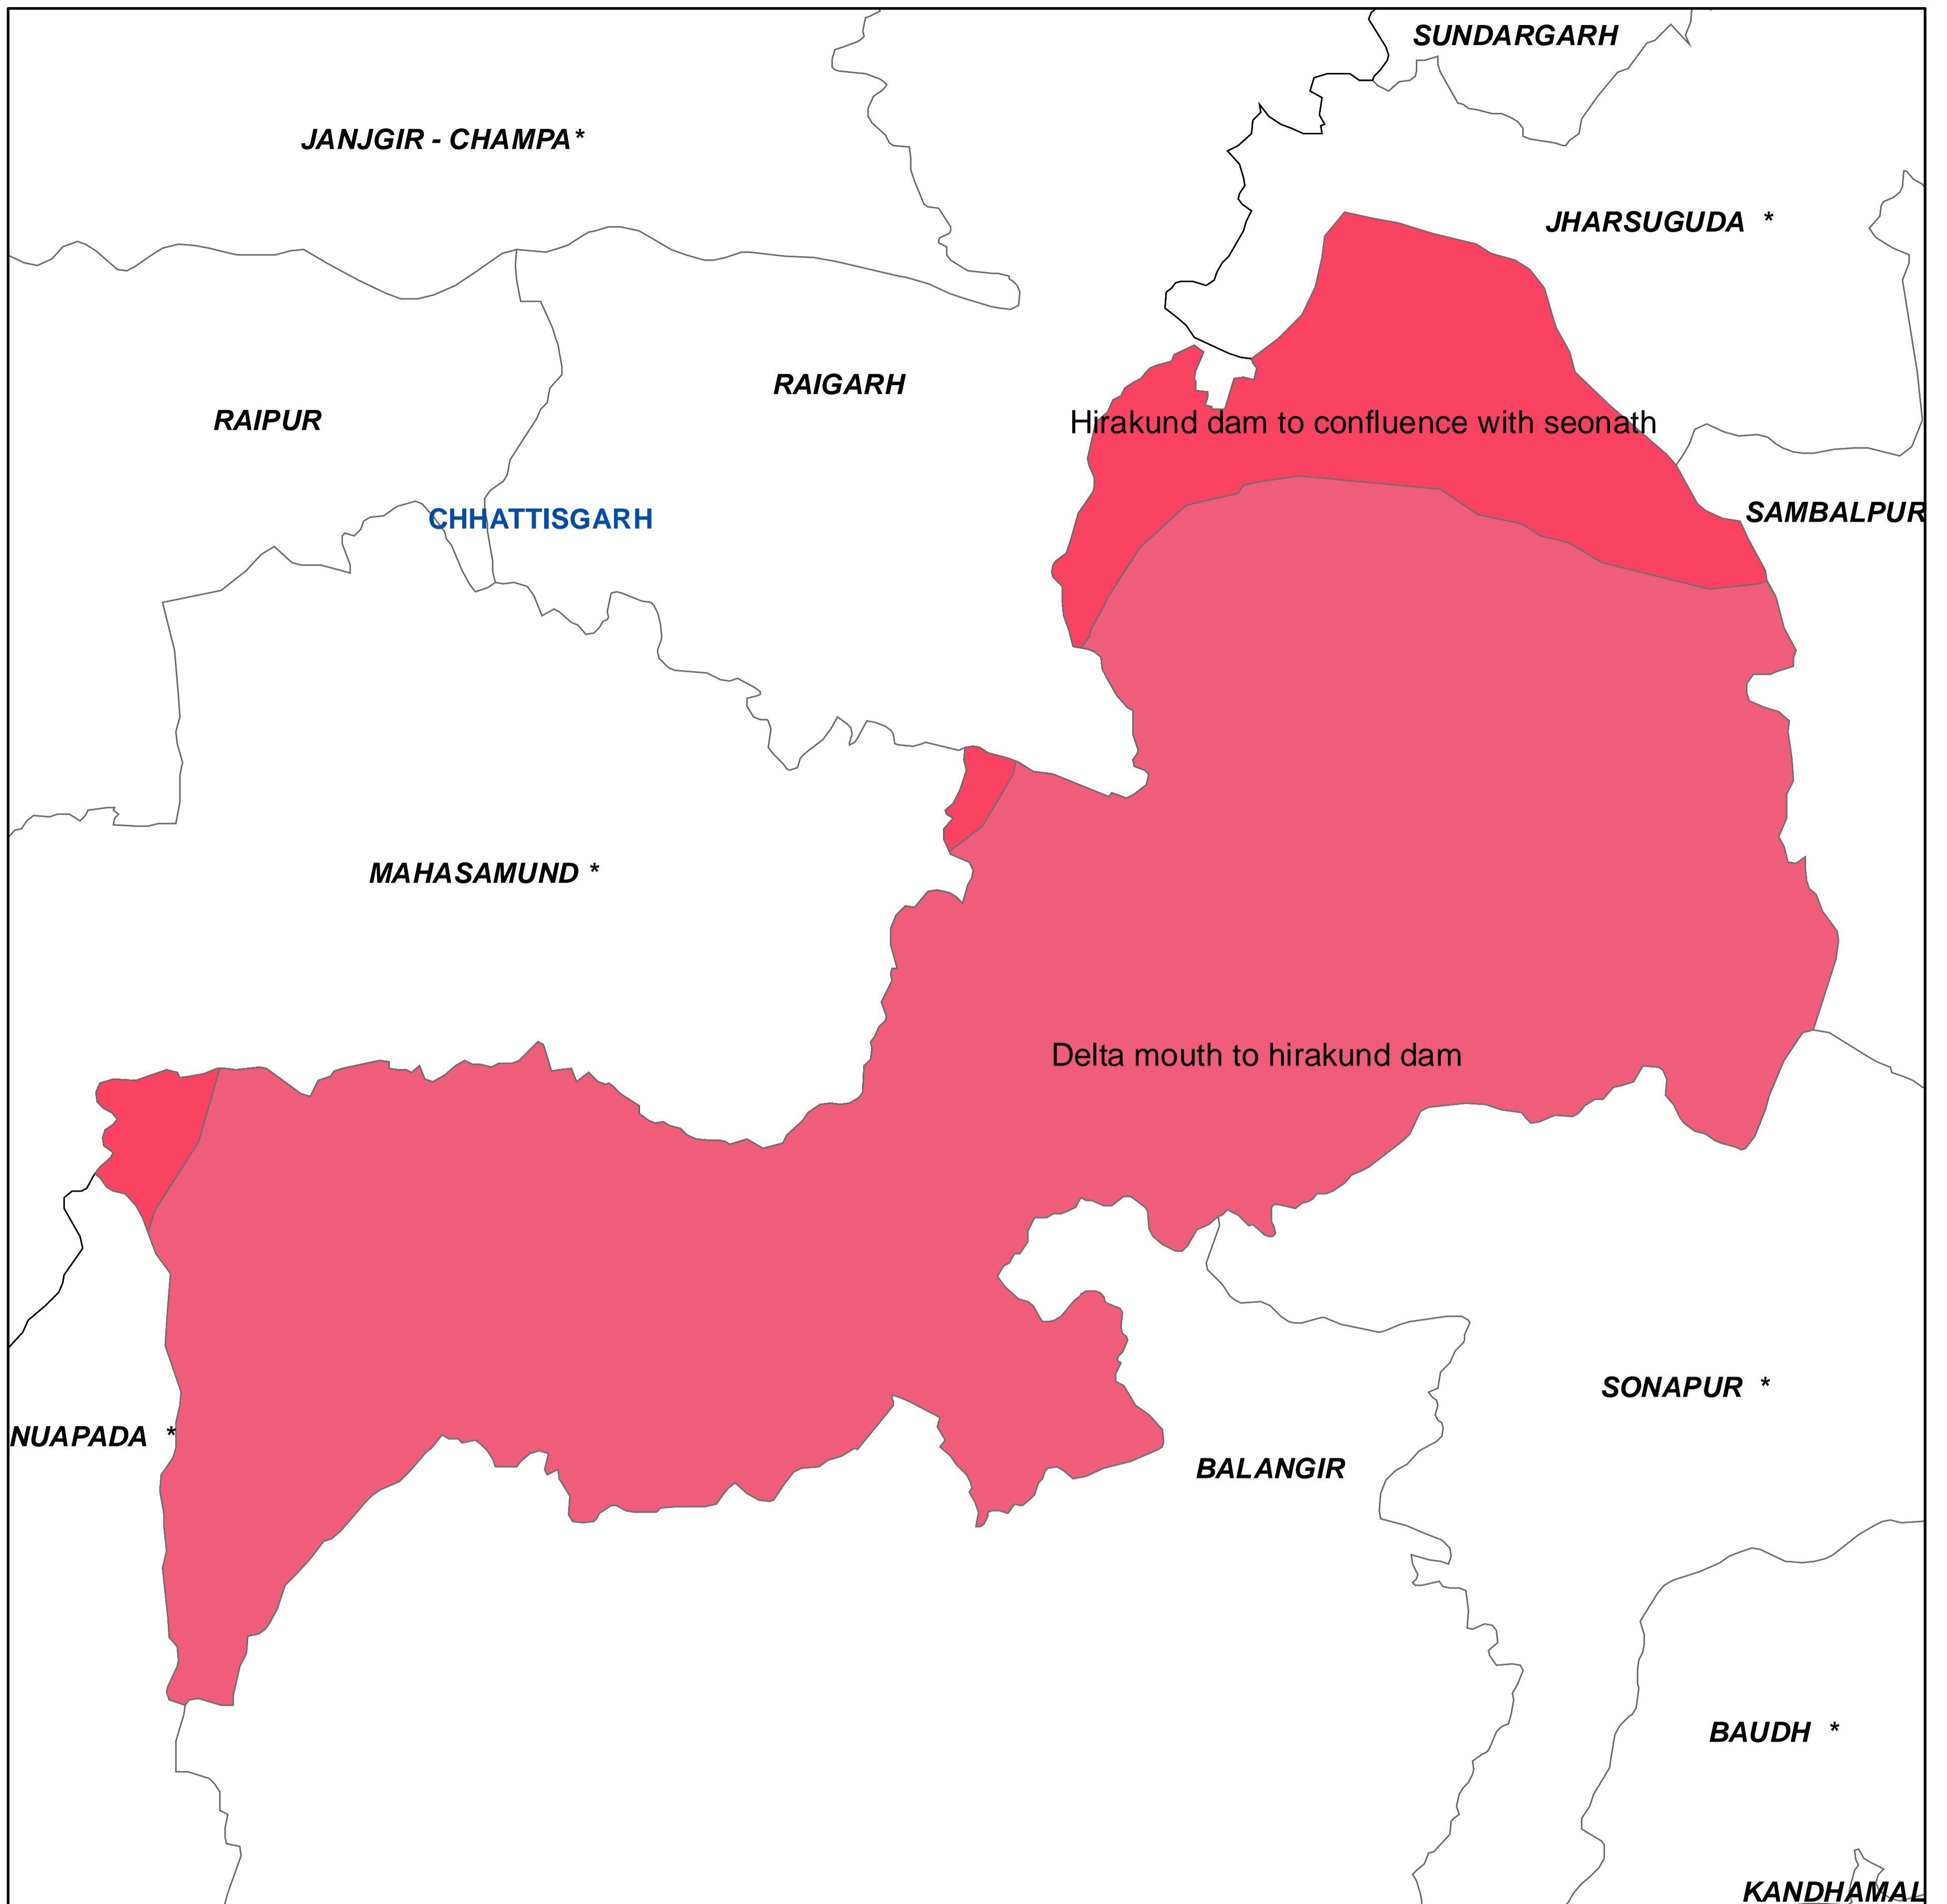 SUNDARGARH
JANJGIR - CHAMPA*
JHARSUGUDA *
RAIGARH
RAIPUR
Hirakund dam to confluence with seonath
SAMBALPUR
CHHATTISGARH
MAHASAMUND *
Delta mouth to hirakund dam
SONAPUR *
NUAPADA *
BALANGIR
BAUDH *
KANDHAMAL